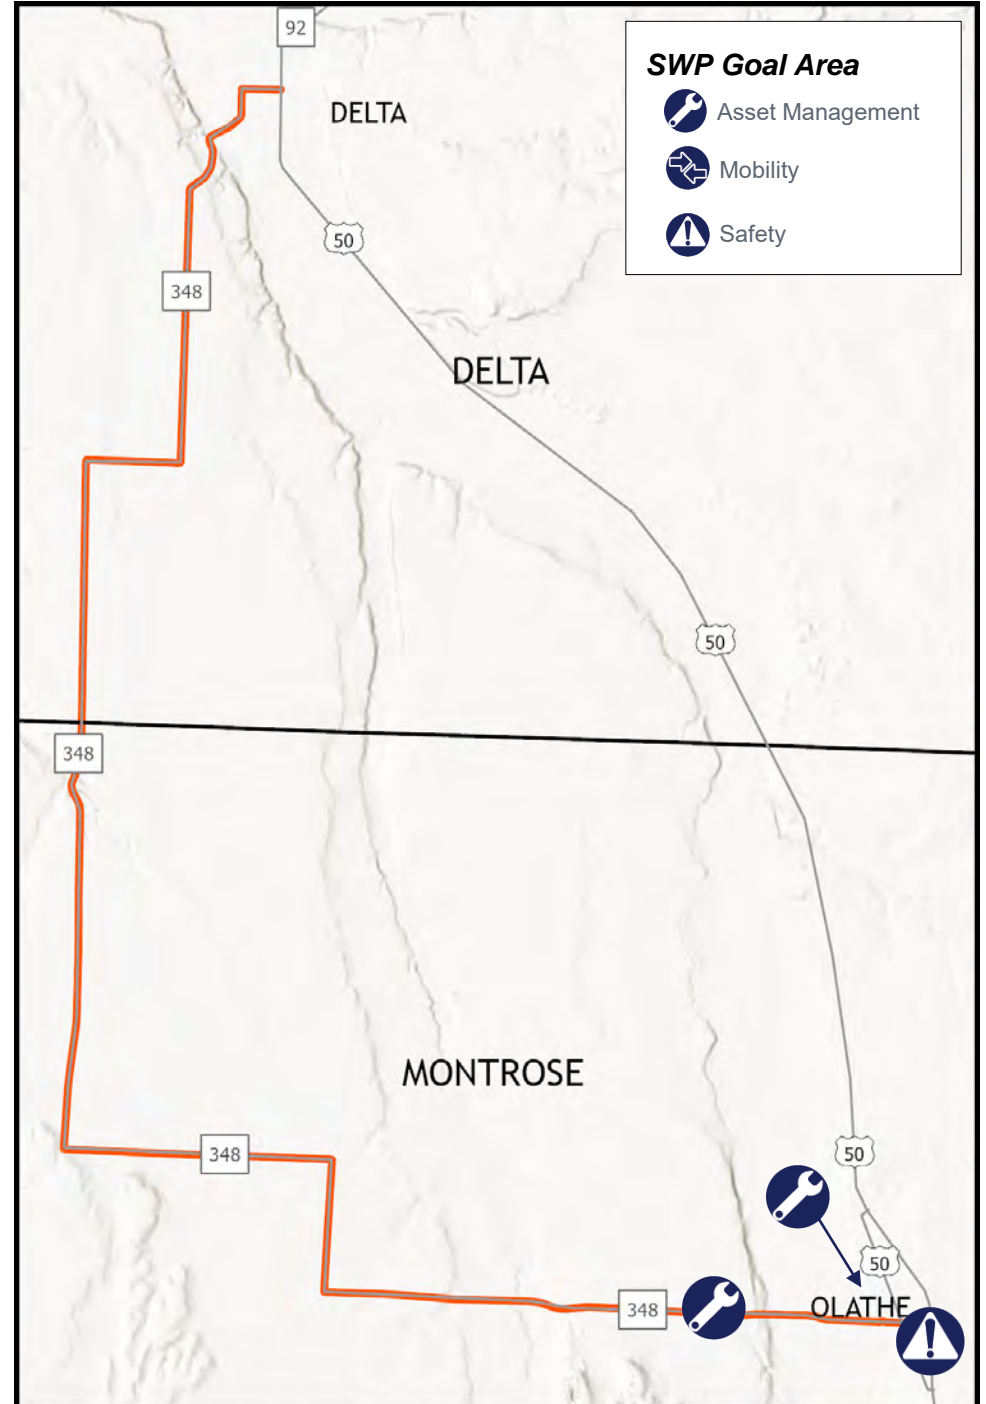 92
SWP Goal Area
Asset Management
DELTA
Mobility
Safety
50
348
DELTA
50
348
MONTROSE
348
50
50
348
OLATHE